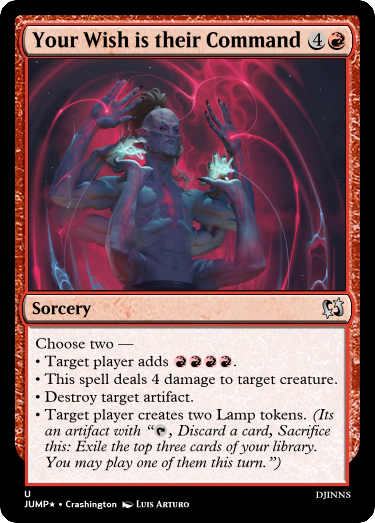 Your Wish is their Command 4
Sorcery
Choose two —
• Target player adds .
• This spell deals 4 damage to target creature.
• Destroy target artifact.
• Target player creates two Lamp tokens. (Its
an artifact with “, Discard a card, Sacrifice
this: Exile the top three cards of your library.
You may play one of them this turn.”)
U
JUMP★ • Crashington Luis Arturo
DJINNS